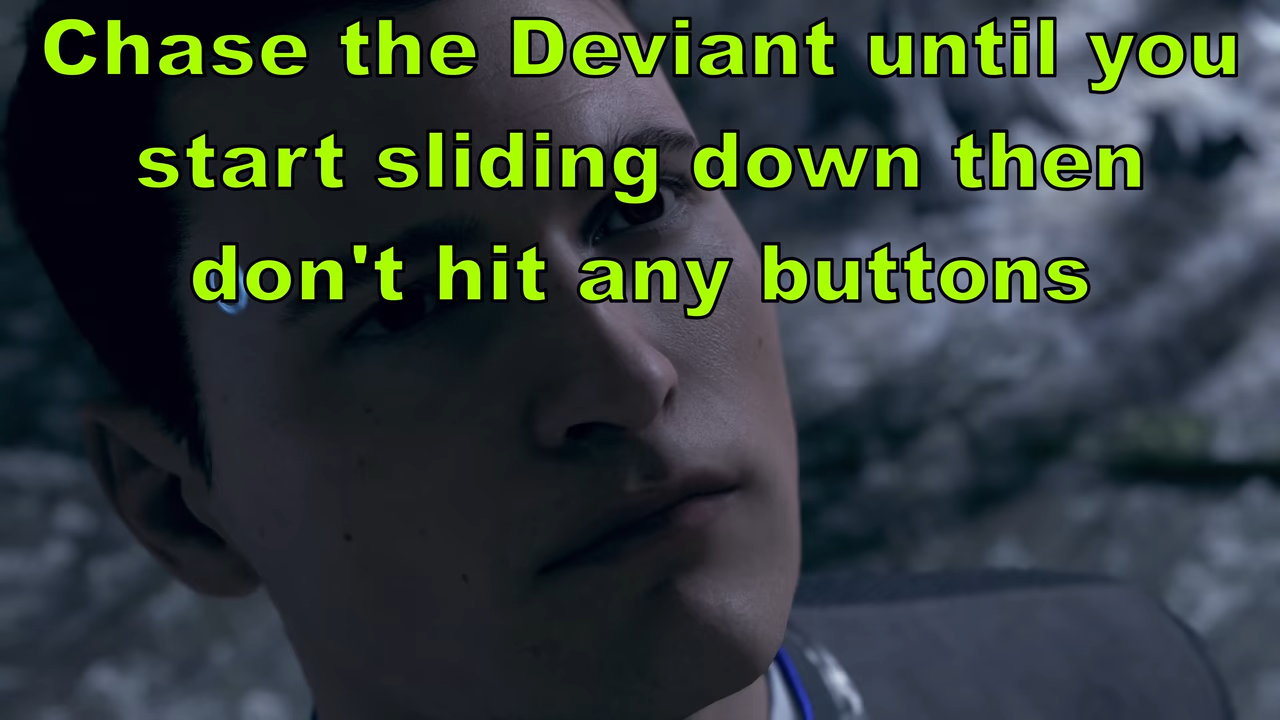 Chase the Deviant until you
start sliding down then
don't hit any buttons